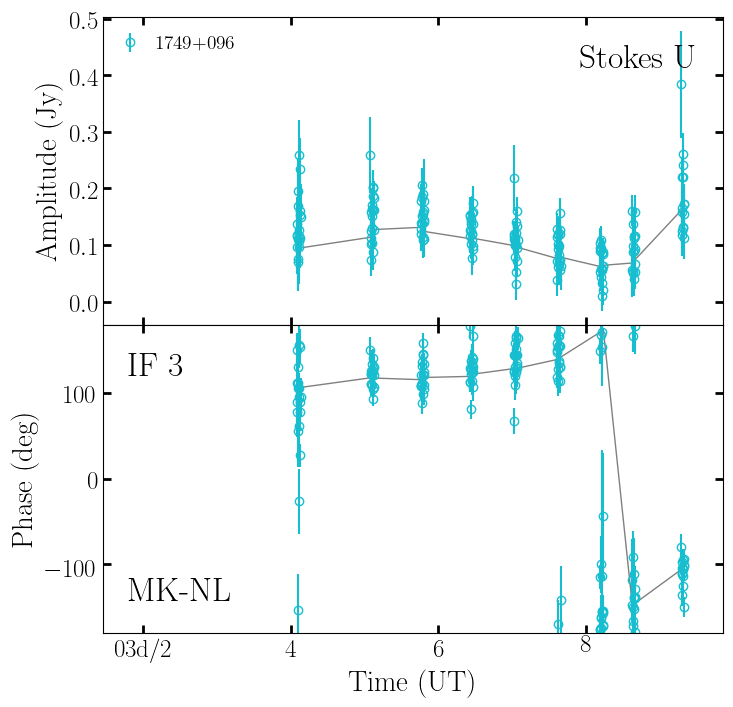 1749+096
Stokes U
0.5
0.4
0.3
0.2
0.1
0.0
Amplitude (Jy)
IF 3
100
0
−100
Phase (deg)
MK-NL
03d/2
4
6
8
Time (UT)